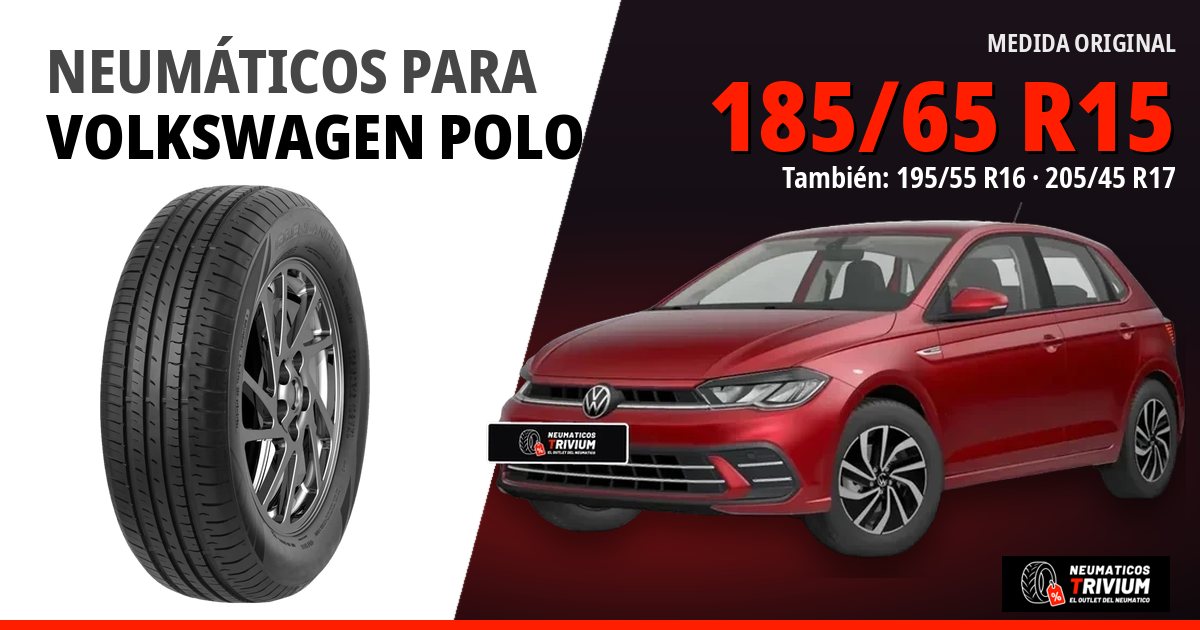 NEUMÁTICOS PARA
VOLKSWAGEN POLO
MEDIDA ORIGINAL
185/65 R15
También: 195/55 R16 · 205/45 R17
NEUMATICOS
TRIVIUM
EL OUTLET DEL NEUMATICO
NEUMATICOS
TRIVIUM
EL OUTLET DEL NEUMATICO
%